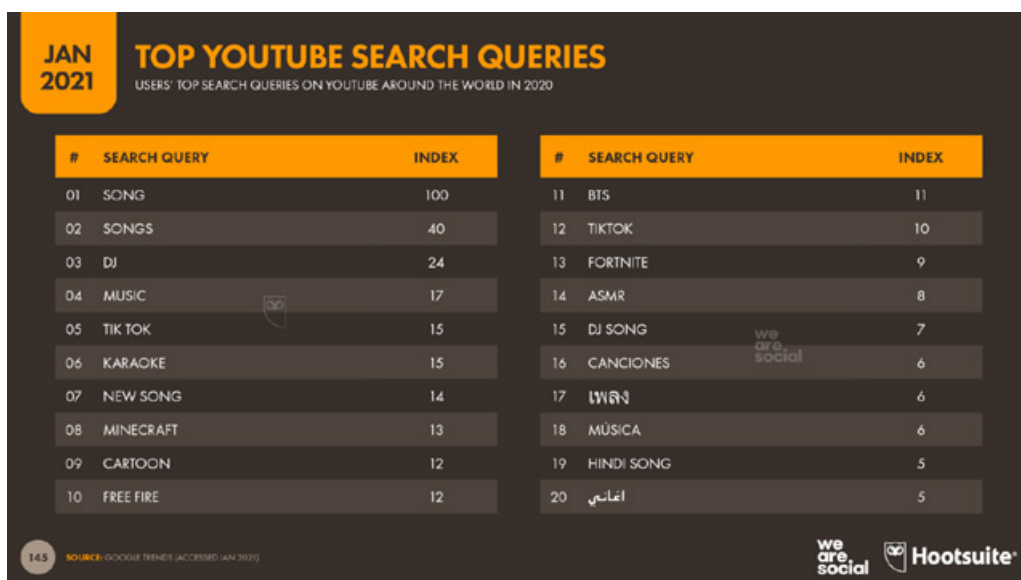 JAN
2021
TOP YOUTUBE SEARCH QUERIES
USERS' TOP SEARCH QUERIES ON YOUTUBE AROUND THE WORLD IN 2020
# SEARCH QUERY INDEX
01 SONG 100
02 SONGS 40
03 DJ 24
04 MUSIC 17
05 TIK TOK 15
06 KARAOKE 15
07 NEW SONG 14
08 MINECRAFT 13
09 CARTOON 12
10 FREE FIRE 12
# SEARCH QUERY INDEX
11 BTS 11
12 TIKTOK 10
13 FORTNITE 9
14 ASMR 8
15 DJ SONG 7
16 CANCIONES 6
17 เพลง 6
18 MÚSICA 6
19 HINDI SONG 5
20 اغاني 5
we
are.
social
145
SOURCE: GOOGLE TRENDS (ACCESSED JAN 2021).
we
are.
social
Hootsuite®